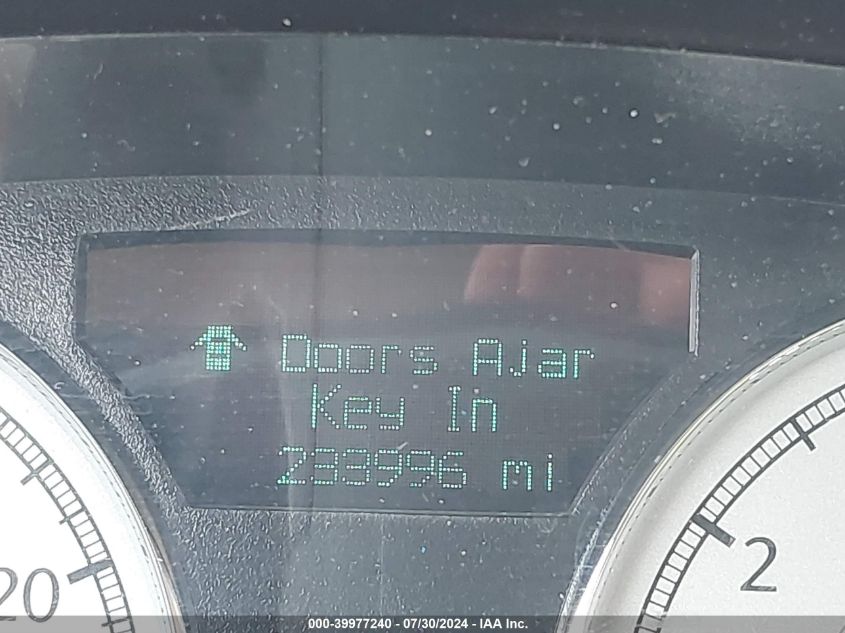 Doors Ajar
Key In
233996 mi
20
2
000-39977240 - 07/30/2024 - IAA Inc.